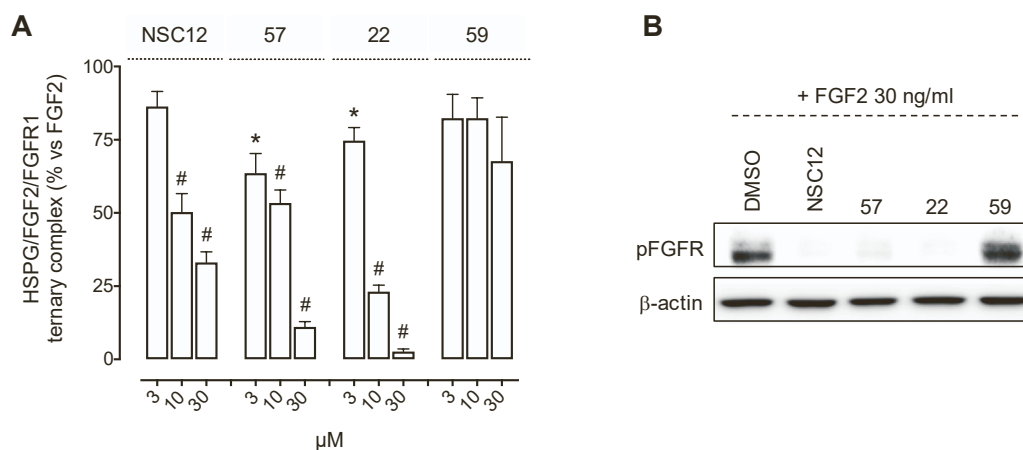 A
NSC12 57 22 59
HSPG/FGF2/FGFR1
ternary complex (% vs FGF2)
100
75
50
25
0
# # * # # * # #
3 10 30 3 10 30 3 10 30 3 10 30
μM
B
+ FGF2 30 ng/ml
DMSO NSC12 57 22 59
pFGFR
β-actin